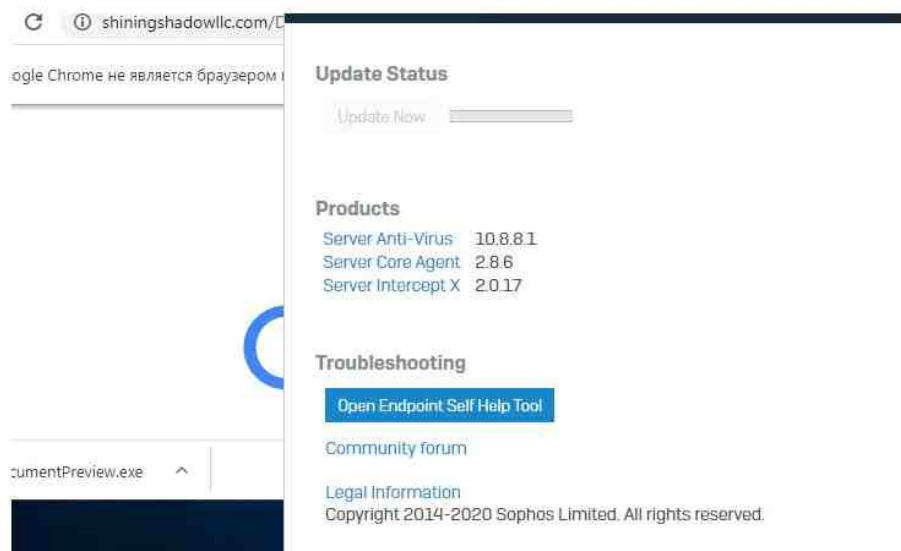 shiningshadowllc.com/D
ogle Chrome не является браузером
Update Status
Update Now
Products
Server Anti-Virus 10.8.8.1
Server Core Agent 2.8.6
Server Intercept X 2.0.17
Troubleshooting
Open Endpoint Self Help Tool
cumentPreview.exe
Community forum
Legal Information
Copyright 2014-2020 Sophos Limited. All rights reserved.